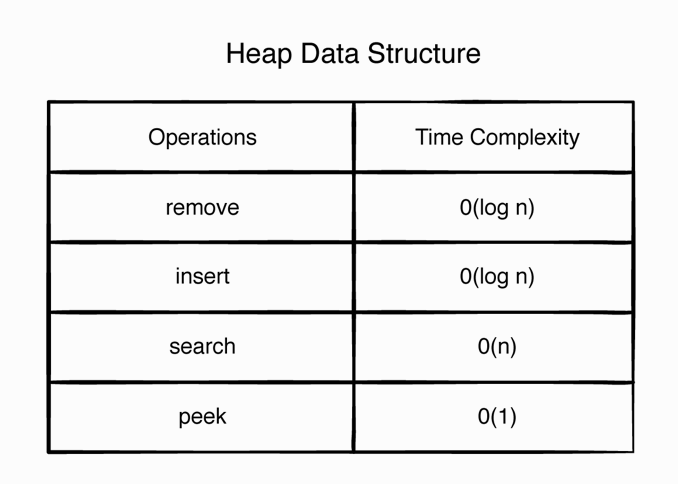 Heap Data Structure
Operations Time Complexity
remove 0(log n)
insert 0(log n)
search 0(n)
peek 0(1)